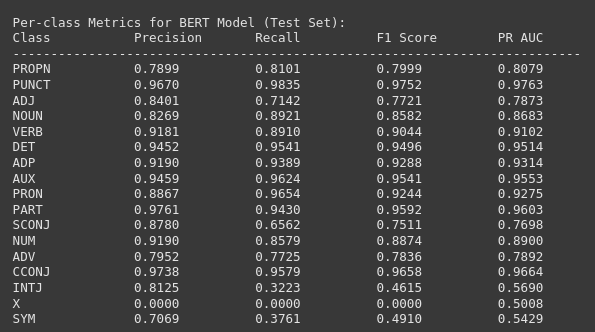 Per-class Metrics for BERT Model (Test Set):
Class Precision Recall F1 Score PR AUC
---------------------------------------------------------------------------
PROPN 0.7899 0.8101 0.7999 0.8079
PUNCT 0.9670 0.9835 0.9752 0.9763
ADJ 0.8401 0.7142 0.7721 0.7873
NOUN 0.8269 0.8921 0.8582 0.8683
VERB 0.9181 0.8910 0.9044 0.9102
DET 0.9452 0.9541 0.9496 0.9514
ADP 0.9190 0.9389 0.9288 0.9314
AUX 0.9459 0.9624 0.9541 0.9553
PRON 0.8867 0.9654 0.9244 0.9275
PART 0.9761 0.9430 0.9592 0.9603
SCONJ 0.8780 0.6562 0.7511 0.7698
NUM 0.9190 0.8579 0.8874 0.8900
ADV 0.7952 0.7725 0.7836 0.7892
CCONJ 0.9738 0.9579 0.9658 0.9664
INTJ 0.8125 0.3223 0.4615 0.5690
X 0.0000 0.0000 0.0000 0.5008
SYM 0.7069 0.3761 0.4910 0.5429